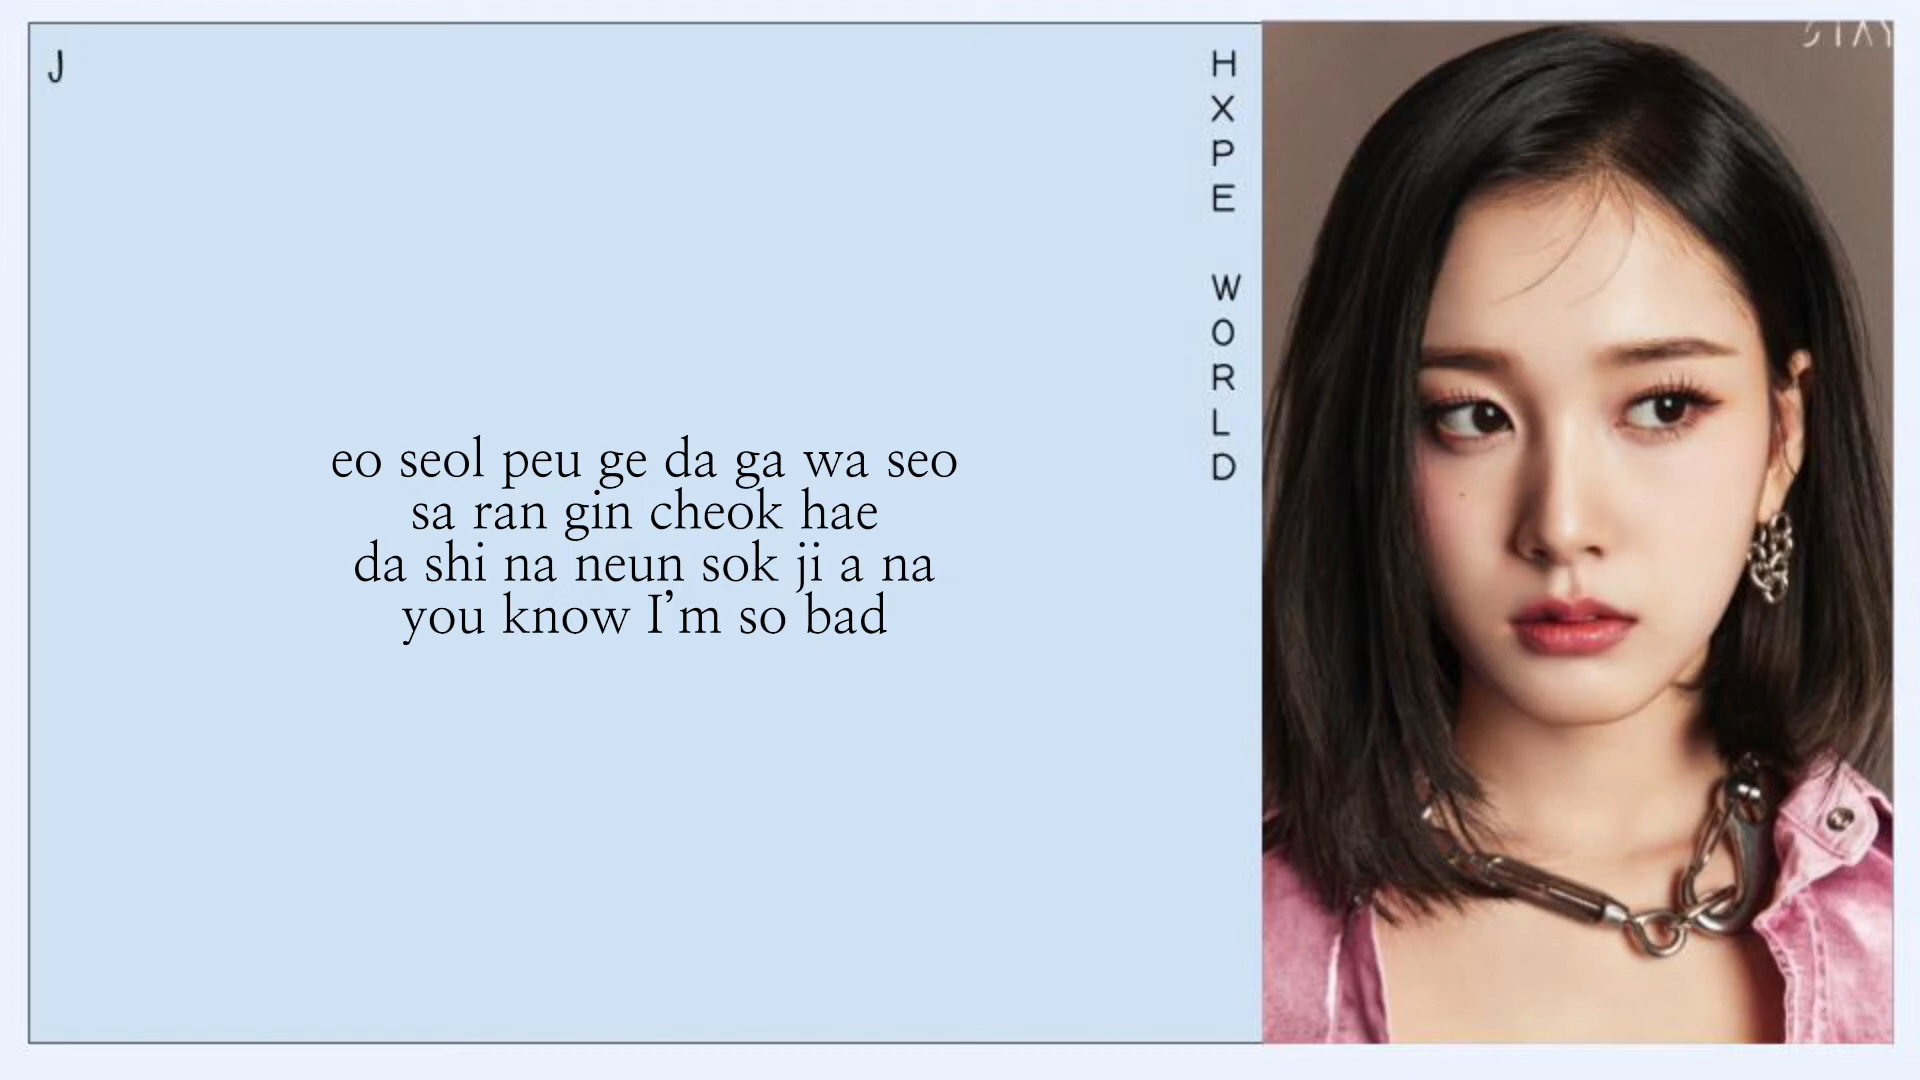 J
HXPE WORLD
STAY
eo seol peu ge da ga wa seo
sa ran gin cheok hae
da shi na neun sok ji a na
you know I’m so bad